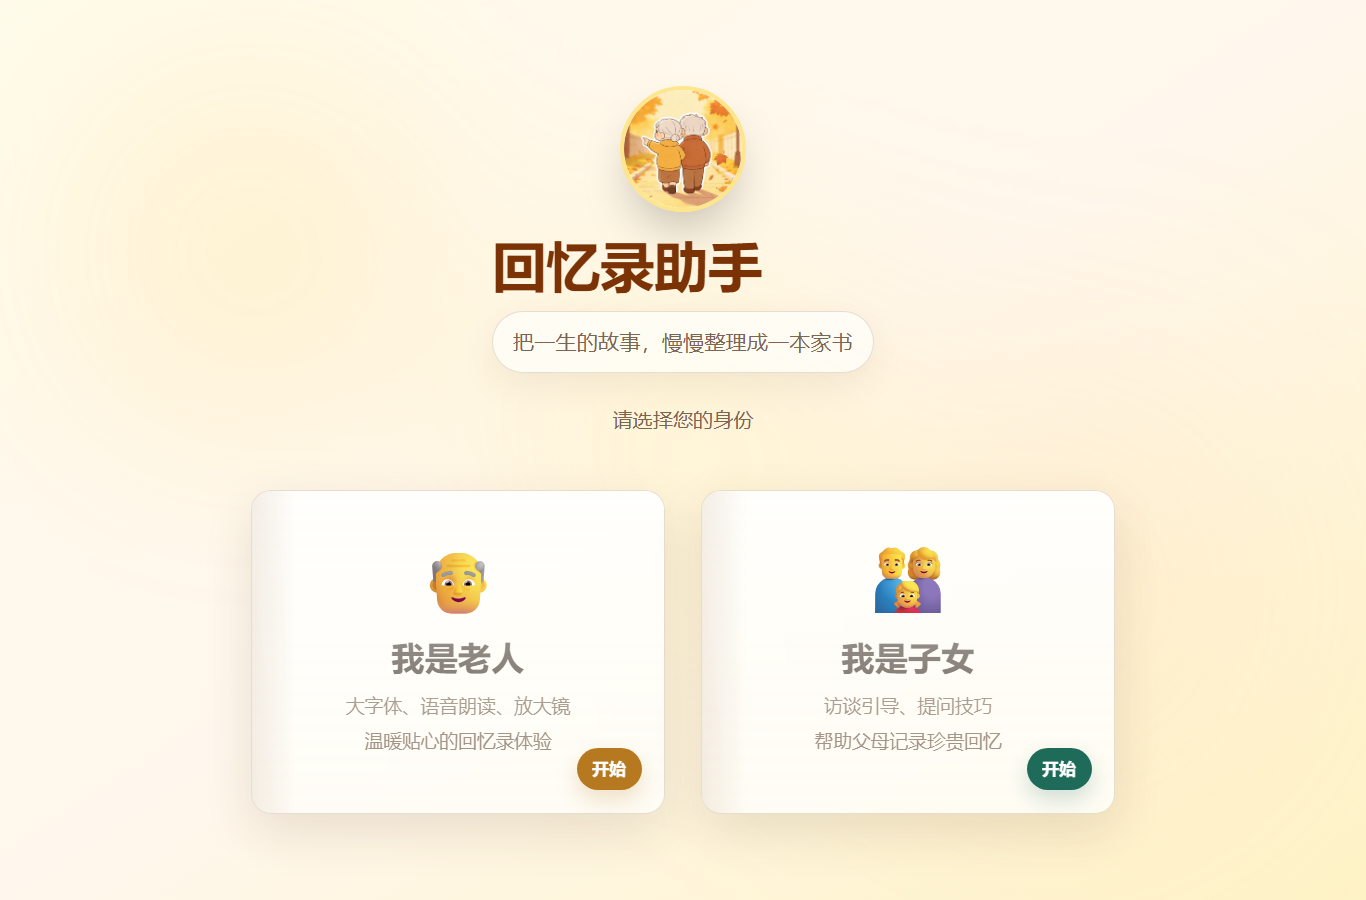 回忆录助手
把一生的故事，慢慢整理成一本家书
请选择您的身份
我是老人
大字体、语音朗读、放大镜
温暖贴心的回忆录体验
开始
我是子女
访谈引导、提问技巧
帮助父母记录珍贵回忆
开始